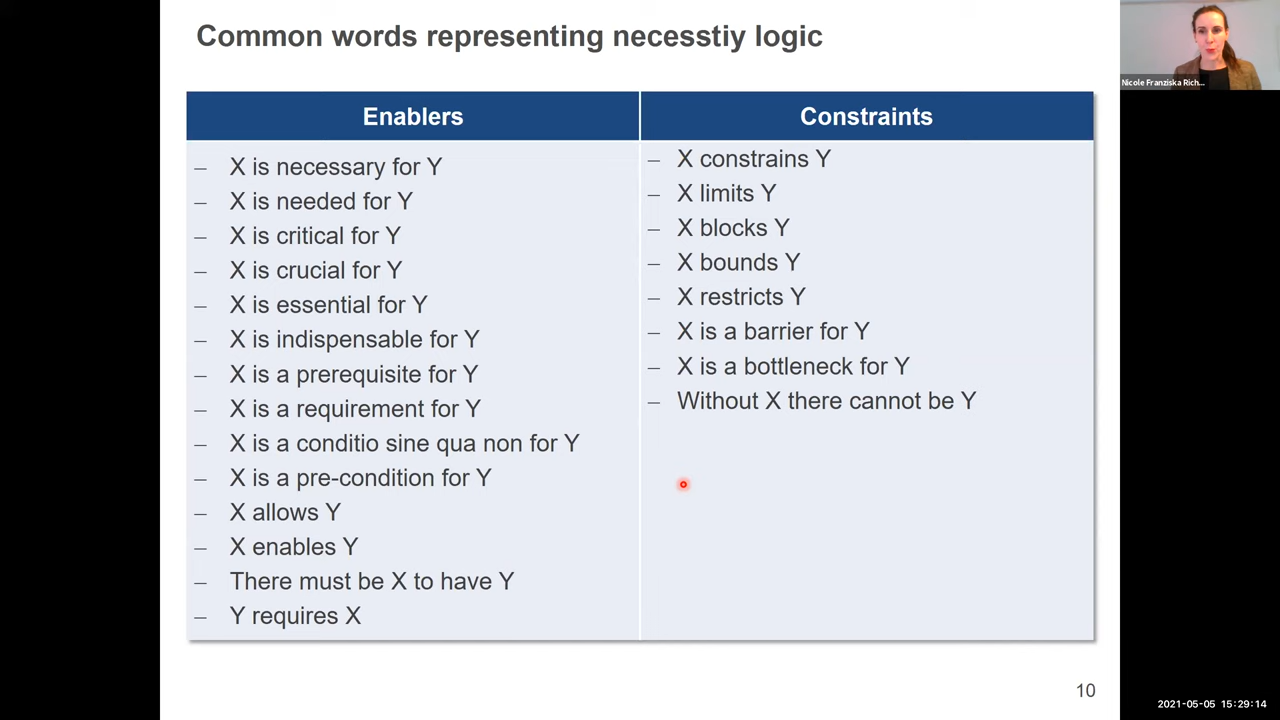 Common words representing necesstiy logic
Enablers
– X is necessary for Y
– X is needed for Y
– X is critical for Y
– X is crucial for Y
– X is essential for Y
– X is indispensable for Y
– X is a prerequisite for Y
– X is a requirement for Y
– X is a conditio sine qua non for Y
– X is a pre-condition for Y
– X allows Y
– X enables Y
– There must be X to have Y
– Y requires X
Constraints
– X constrains Y
– X limits Y
– X blocks Y
– X bounds Y
– X restricts Y
– X is a barrier for Y
– X is a bottleneck for Y
– Without X there cannot be Y
10
Nicole Franziska Rich...
2021-05-05 15:29:14